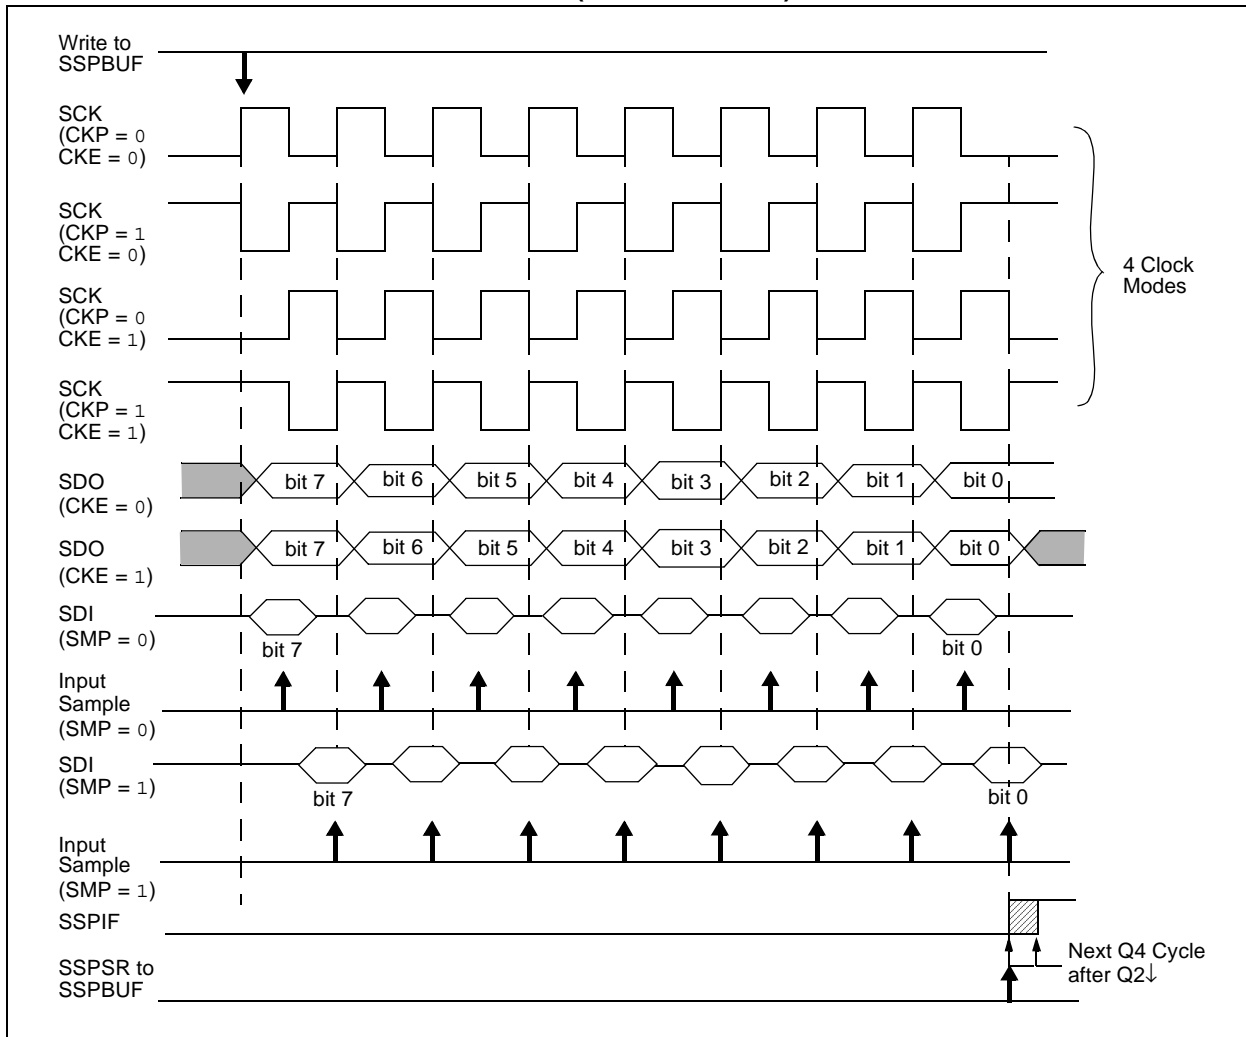 Write to
SSPBUF
SCK
(CKP = 0
CKE = 0)
SCK
(CKP = 1
CKE = 0)
4 Clock
Modes
SCK
(CKP = 0
CKE = 1)
SCK
(CKP = 1
CKE = 1)
SDO
(CKE = 0)
bit 7 bit 6 bit 5 bit 4 bit 3 bit 2 bit 1 bit 0
SDO
(CKE = 1)
bit 7 bit 6 bit 5 bit 4 bit 3 bit 2 bit 1 bit 0
SDI
(SMP = 0)
bit 7 bit 0
Input
Sample
(SMP = 0)
SDI
(SMP = 1)
bit 7 bit 0
Input
Sample
(SMP = 1)
SSPIF
Next Q4 Cycle
after Q2↓
SSPSR to
SSPBUF